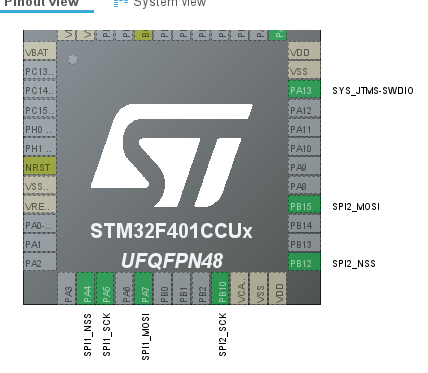 Pinout view
System view
VBAT
PC13..
PC14..
PC15..
PH0...
PH1 ...
NRST
VSS...
VRE...
PA0-..
PA1
PA2
VDD
VSS
PA13
PA12
PA11
PA10
PA9
PA8
PB15
PB14
PB13
PB12
SYS_JTMS-SWDIO
SPI2_MOSI
SPI2_NSS
STM32F401CCUx
UFQFPN48
PA3
PA4
PA5
PA6
PA7
PB0
PB1
PB2
PB10
VCA..
VSS
VDD
SPI1_NSS
SPI1_SCK
SPI1_MOSI
SPI2_SCK